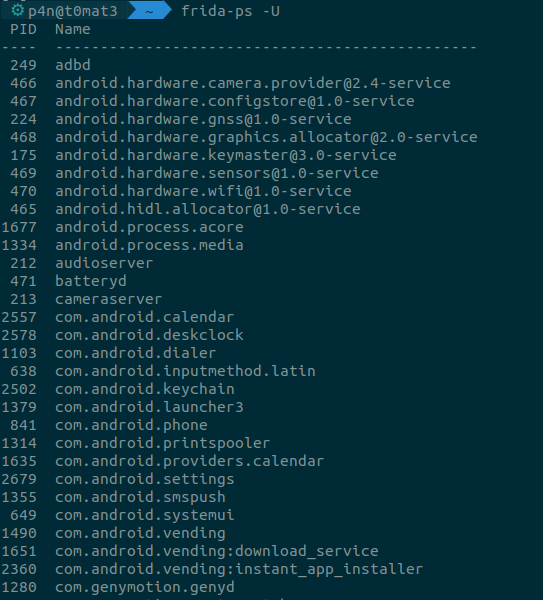 p4n@t0mat3 ~ frida-ps -U
PID Name
---- -----------------------------------------------
249 adbd
466 android.hardware.camera.provider@2.4-service
467 android.hardware.configstore@1.0-service
224 android.hardware.gnss@1.0-service
468 android.hardware.graphics.allocator@2.0-service
175 android.hardware.keymaster@3.0-service
469 android.hardware.sensors@1.0-service
470 android.hardware.wifi@1.0-service
465 android.hidl.allocator@1.0-service
1677 android.process.acore
1334 android.process.media
212 audioserver
471 batteryd
213 cameraserver
2557 com.android.calendar
2578 com.android.deskclock
1103 com.android.dialer
638 com.android.inputmethod.latin
2502 com.android.keychain
1379 com.android.launcher3
841 com.android.phone
1314 com.android.printspooler
1635 com.android.providers.calendar
2679 com.android.settings
1355 com.android.smspush
649 com.android.systemui
1490 com.android.vending
1651 com.android.vending:download_service
2360 com.android.vending:instant_app_installer
1280 com.genymotion.genyd